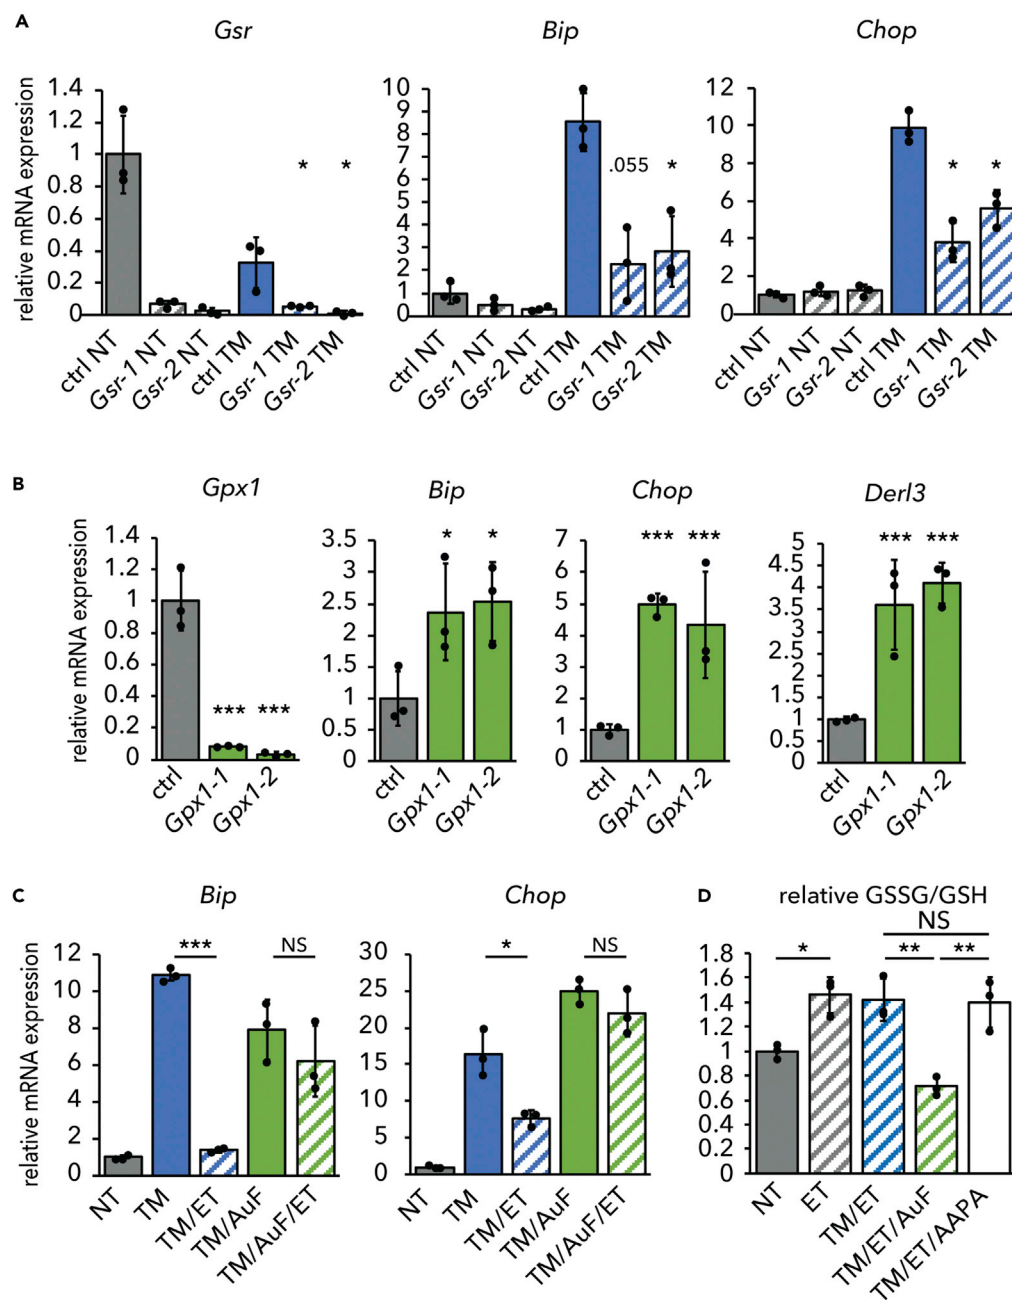 A
Gsr
Bip
Chop
relative mRNA expression
1.4
1.2
1
0.8
0.6
0.4
0.2
0
* *
ctrl NT
Gsr-1 NT
Gsr-2 NT
ctrl TM
Gsr-1 TM
Gsr-2 TM
10
9
8
7
6
5
4
3
2
1
0
.055 *
ctrl NT
Gsr-1 NT
Gsr-2 NT
ctrl TM
Gsr-1 TM
Gsr-2 TM
12
10
8
6
4
2
0
* *
ctrl NT
Gsr-1 NT
Gsr-2 NT
ctrl TM
Gsr-1 TM
Gsr-2 TM
B
Gpx1
Bip
Chop
Derl3
relative mRNA expression
1.4
1.2
1
0.8
0.6
0.4
0.2
0
*** ***
ctrl
Gpx1-1
Gpx1-2
3.5
3
2.5
2
1.5
1
0.5
0
* *
ctrl
Gpx1-1
Gpx1-2
7
6
5
4
3
2
1
0
*** ***
ctrl
Gpx1-1
Gpx1-2
5
4.5
4
3.5
3
2.5
2
1.5
1
0.5
0
*** ***
ctrl
Gpx1-1
Gpx1-2
C
Bip
Chop
relative mRNA expression
12
10
8
6
4
2
0
*** NS
NT
TM
TM/ET
TM/AuF
TM/AuF/ET
30
25
20
15
10
5
0
* NS
NT
TM
TM/ET
TM/AuF
TM/AuF/ET
D
relative GSSG/GSH
NS
* ** **
1.8
1.6
1.4
1.2
1
0.8
0.6
0.4
0.2
0
NT
ET
TM/ET
TM/ET/AuF
TM/ET/AAPA